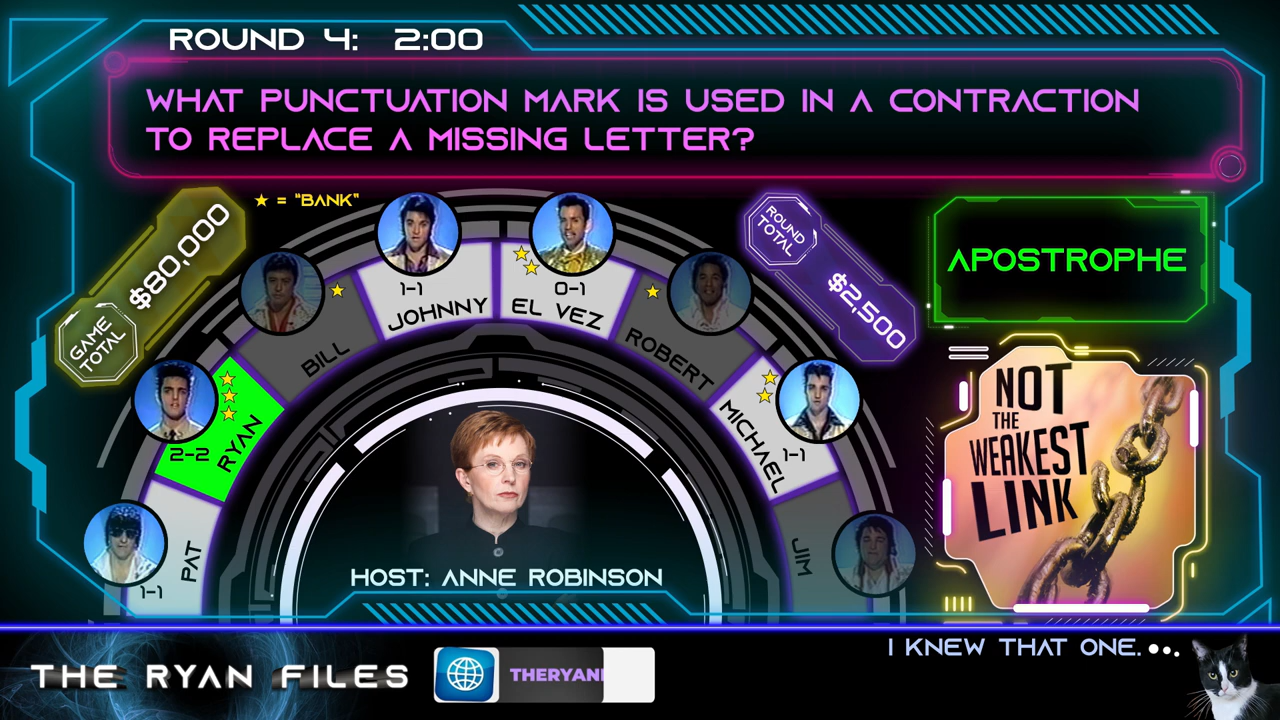 ROUND 4: 2:00
WHAT PUNCTUATION MARK IS USED IN A CONTRACTION
TO REPLACE A MISSING LETTER?
★ = "BANK"
GAME
TOTAL
$80,000
ROUND
TOTAL
$2,500
APOSTROPHE
1-1
PAT
2-2
RYAN
BILL
1-1
JOHNNY
0-1
EL VEZ
ROBERT
MICHAEL
1-1
JIM
HOST: ANNE ROBINSON
NOT
THE
WEAKEST
LINK
I KNEW THAT ONE...
THE RYAN FILES
THERYAN